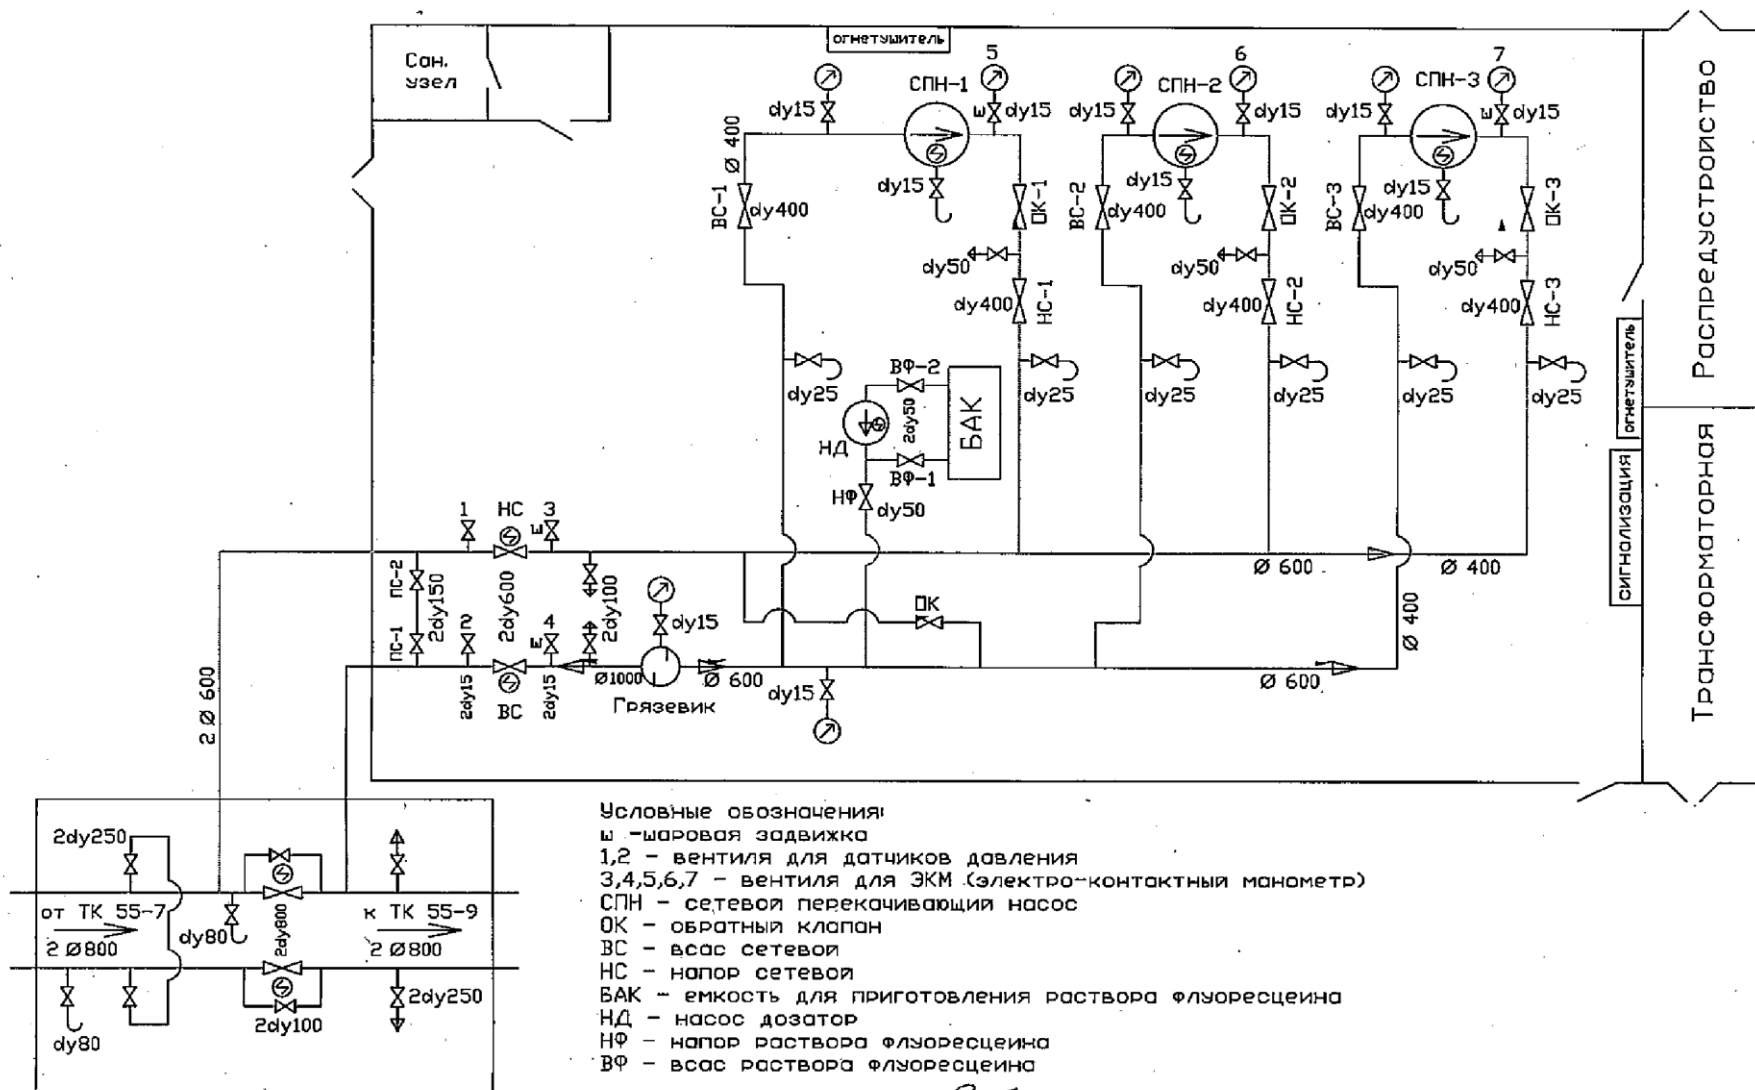 Сан.
узел
огнетушитель
5
6
7
СПН-1
СПН-2
СПН-3
dy15
ш
dy15
dy15
dy15
dy15
ш
dy15
Ø 400
dy15
dy15
dy15
ВС-1
dy400
ОК-1
ВС-2
dy400
ОК-2
ВС-3
dy400
ОК-3
dy50
dy50
dy50
dy400
НС-1
dy400
НС-2
dy400
НС-3
dy25
dy25
dy25
dy25
dy25
dy25
ВФ-2
2dy50
БАК
НД
ВФ-1
НФ
dy50
Распредустройство
огнетушитель
сигнализация
Трансформаторная
1
НС
3
ш
ПС-2
2dy150
2dy600
2dy100
Ø 600
Ø 400
ПС-1
2
4
ш
dy15
ОК
Ø 400
2dy15
ВС
2dy15
Ø1000
Ø 600
Грязевик
dy15
Ø 600
2 Ø 600
2dy250
от ТК 55-7
2 Ø800
dy80
2dy800
к ТК 55-9
2 Ø800
dy80
2dy100
2dy250
Условные обозначения:
ш -шаровая задвижка
1,2 - вентиля для датчиков давления
3,4,5,6,7 - вентиля для ЭКМ (электро-контактный манометр)
СПН - сетевой перекачивающий насос
ОК - обратный клапан
ВС - всас сетевой
НС - напор сетевой
БАК - емкость для приготовления раствора флуоресцеина
НД - насос дозатор
НФ - напор раствора флуоресцеина
ВФ - всас раствора флуоресцеина